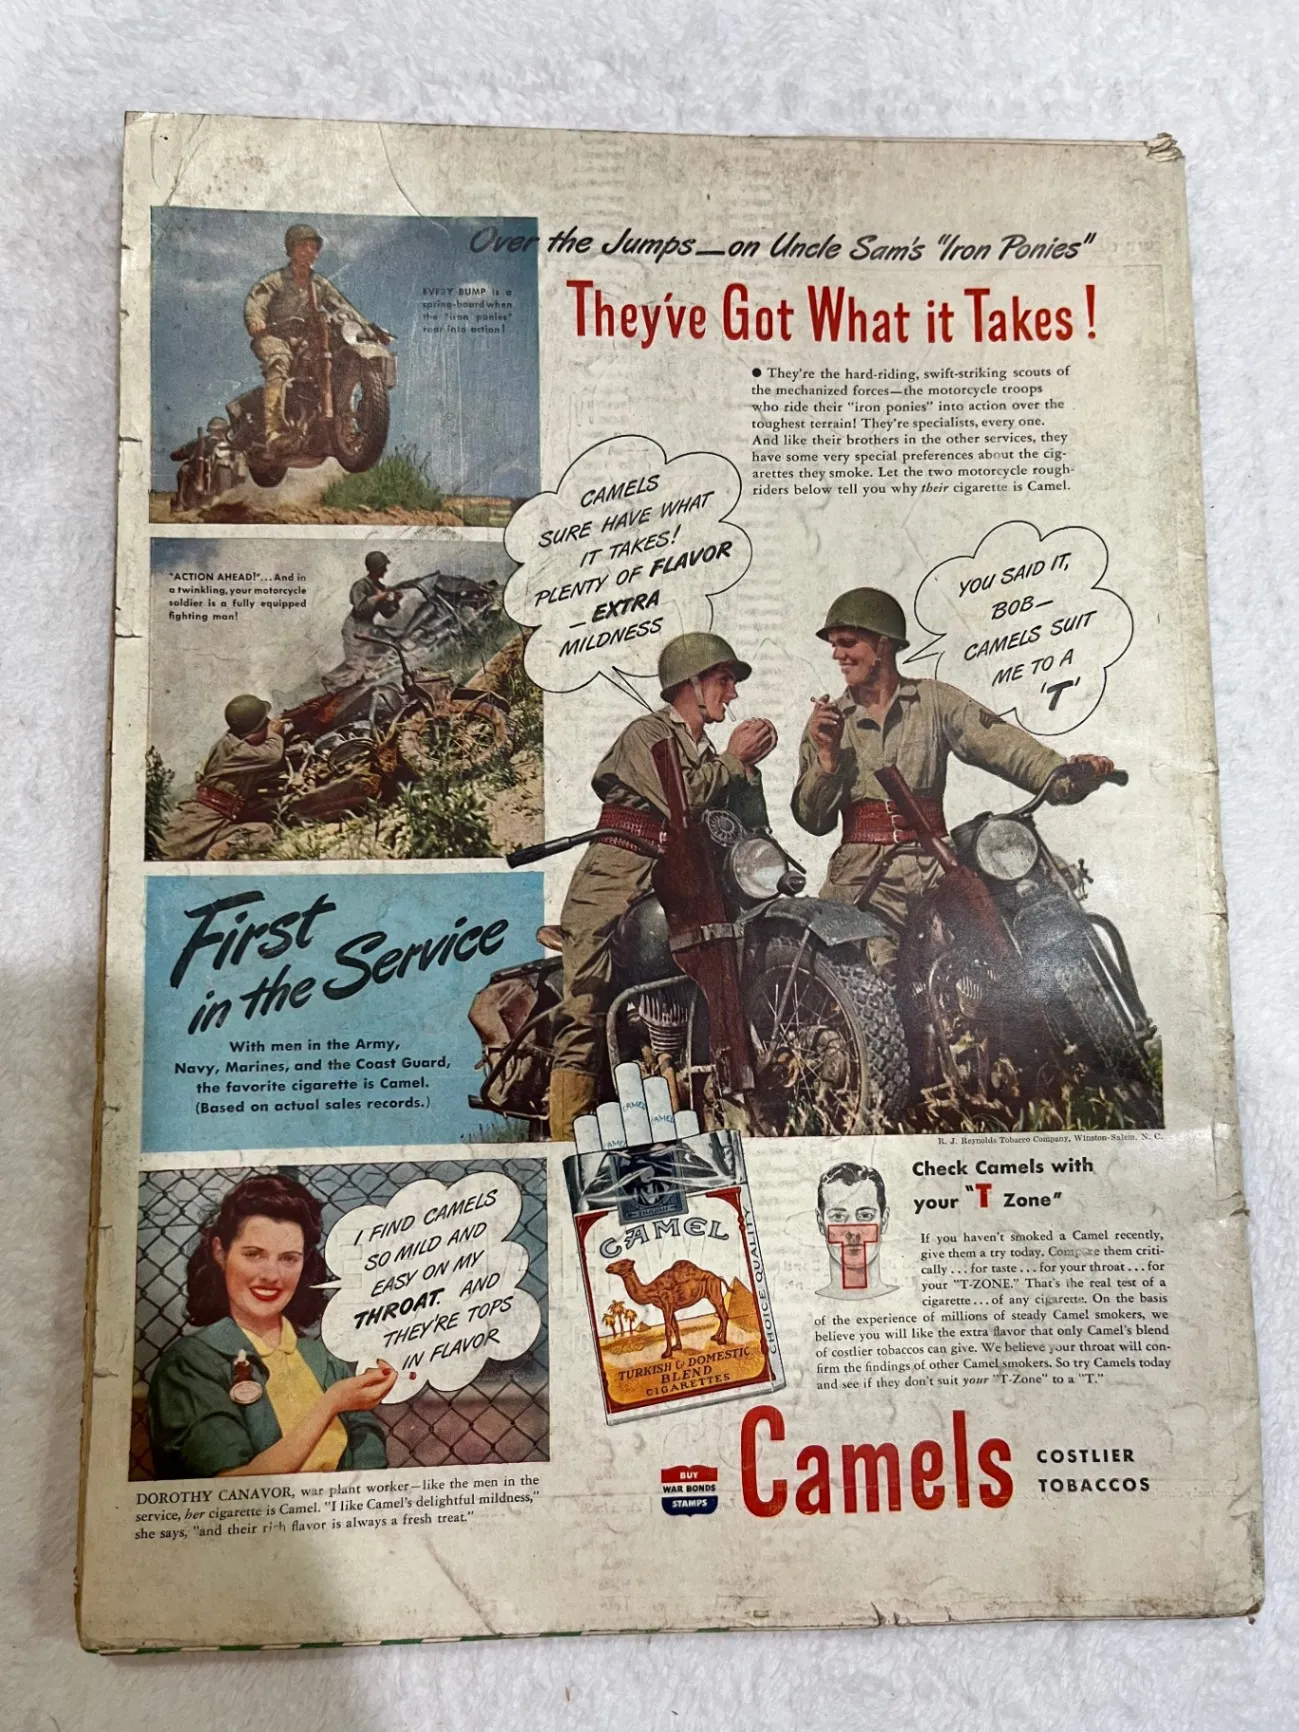 Over the Jumps—on Uncle Sam's "Iron Ponies"
They've Got What it Takes!
EVERY BUMP is a
spring-board when
the "iron ponies"
roar into action!
● They're the hard-riding, swift-striking scouts of
the mechanized forces—the motorcycle troops
who ride their "iron ponies" into action over the
toughest terrain! They're specialists, every one.
And like their brothers in the other services, they
have some very special preferences about the cig-
arettes they smoke. Let the two motorcycle rough-
riders below tell you why their cigarette is Camel.
CAMELS
SURE HAVE WHAT
IT TAKES!
PLENTY OF FLAVOR
—EXTRA
MILDNESS
YOU SAID IT,
BOB—
CAMELS SUIT
ME TO A
'T'
"ACTION AHEAD!"...And in
a twinkling, your motorcycle
soldier is a fully equipped
fighting man!
First
in the Service
With men in the Army,
Navy, Marines, and the Coast Guard,
the favorite cigarette is Camel.
(Based on actual sales records.)
R. J. Reynolds Tobacco Company, Winston-Salem, N. C.
I FIND CAMELS
SO MILD AND
EASY ON MY
THROAT. AND
THEY'RE TOPS
IN FLAVOR
DOROTHY CANAVOR, war plant worker—like the men in the
service, her cigarette is Camel. "I like Camel's delightful mildness,"
she says, "and their rich flavor is always a fresh treat."
CAMEL
CAMEL
CAMEL
CAMEL
CHOICE QUALITY
TURKISH & DOMESTIC
BLEND
CIGARETTES
Check Camels with
your "T Zone"
T
If you haven't smoked a Camel recently,
give them a try today. Compare them criti-
cally...for taste...for your throat...for
your "T-ZONE." That's the real test of a
cigarette...of any cigarette. On the basis
of the experience of millions of steady Camel smokers, we
believe you will like the extra flavor that only Camel's blend
of costlier tobaccos can give. We believe your throat will con-
firm the findings of other Camel smokers. So try Camels today
and see if they don't suit your "T-Zone" to a "T."
BUY
WAR BONDS
STAMPS
Camels
COSTLIER
TOBACCOS